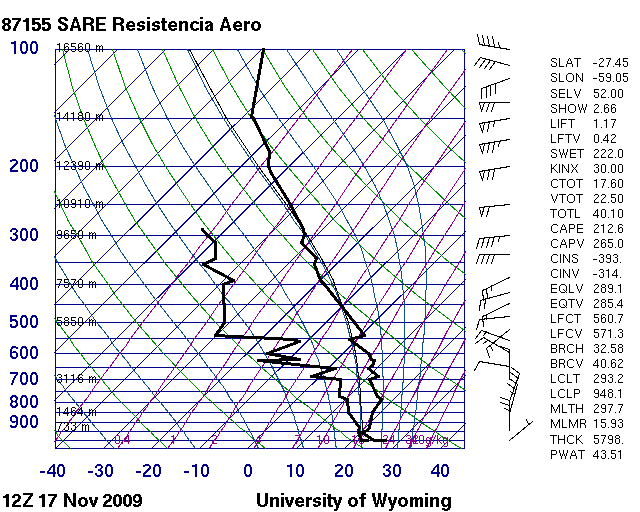 87155 SARE Resistencia Aero
100
16560 m
14180 m
200
12390 m
10910 m
300
9650 m
400
7570 m
500
5850 m
600
700
3116 m
800
1464 m
900
733 m
0.4 1 2 4 7 10 16 24 32 40g/kg
-40 -30 -20 -10 0 10 20 30 40
12Z 17 Nov 2009 University of Wyoming
SLAT -27.45
SLON -59.05
SELV 52.00
SHOW 2.66
LIFT 1.17
LFTV 0.42
SWET 222.0
KINX 30.00
CTOT 17.60
VTOT 22.50
TOTL 40.10
CAPE 212.6
CAPV 265.0
CINS -393.
CINV -314.
EQLV 289.1
EQTV 285.4
LFCT 560.7
LFCV 571.3
BRCH 32.58
BRCV 40.62
LCLT 293.2
LCLP 948.1
MLTH 297.7
MLMR 15.93
THCK 5798.
PWAT 43.51